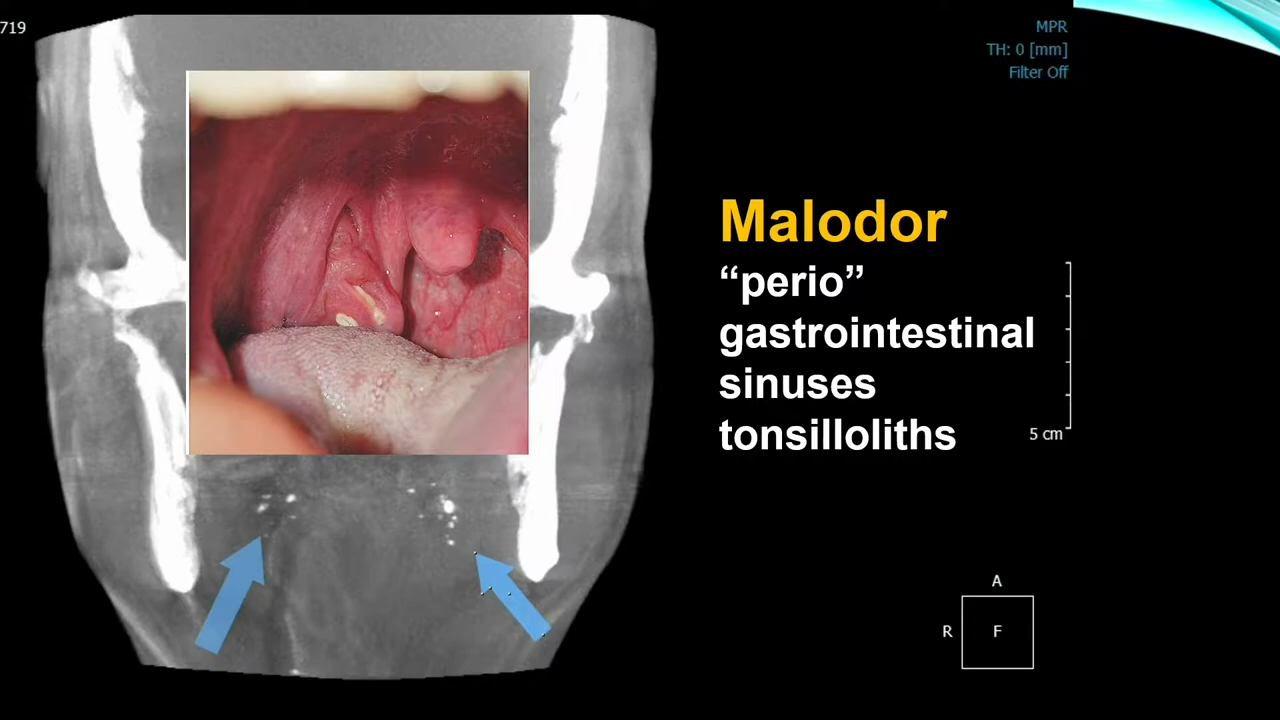 719
MPR
TH: 0 [mm]
Filter Off
Malodor
“perio”
gastrointestinal
sinuses
tonsilloliths
5 cm
A
R
F